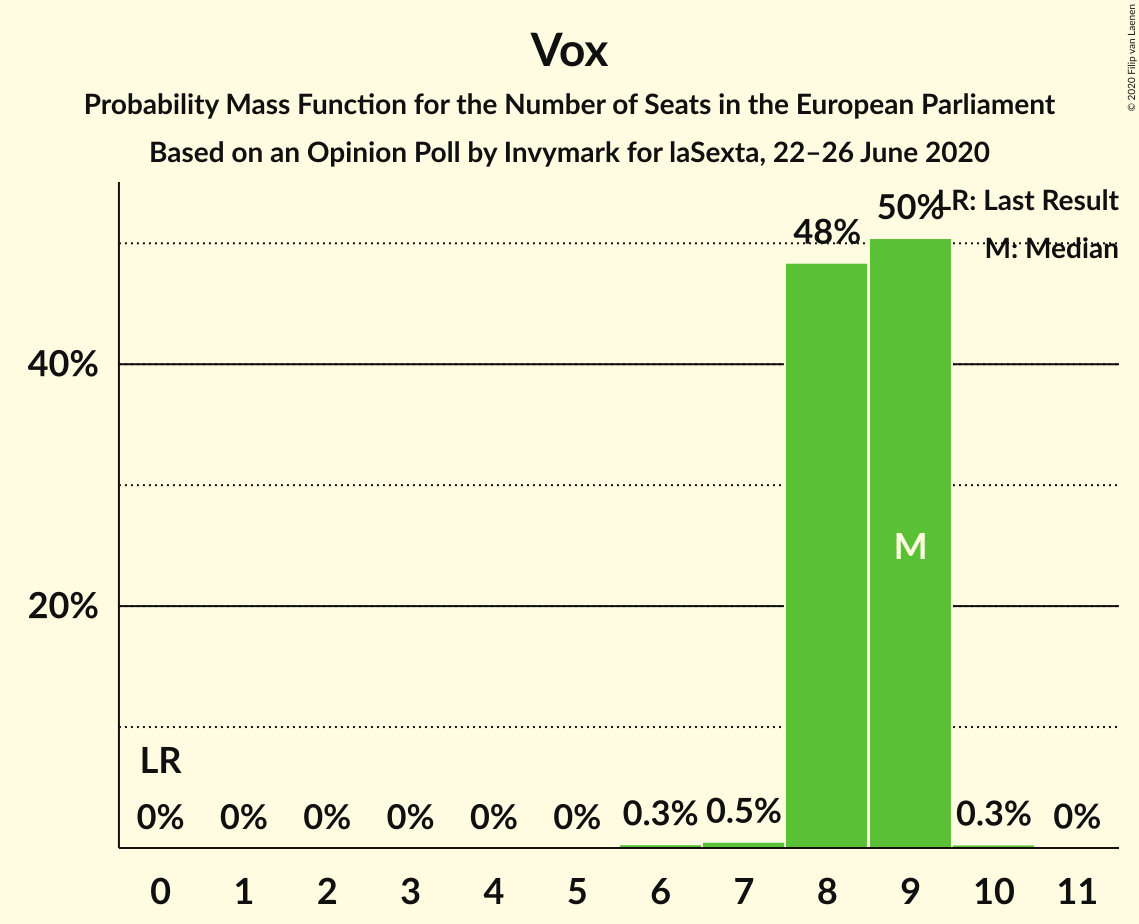 Vox
Probability Mass Function for the Number of Seats in the European Parliament
Based on an Opinion Poll by Invymark for laSexta, 22–26 June 2020
© 2020 Filip van Laenen
LR: Last Result
M: Median
40%
20%
LR
0% 0% 0% 0% 0% 0% 0.3% 0.5% 48% 50% 0.3% 0%
M
0 1 2 3 4 5 6 7 8 9 10 11